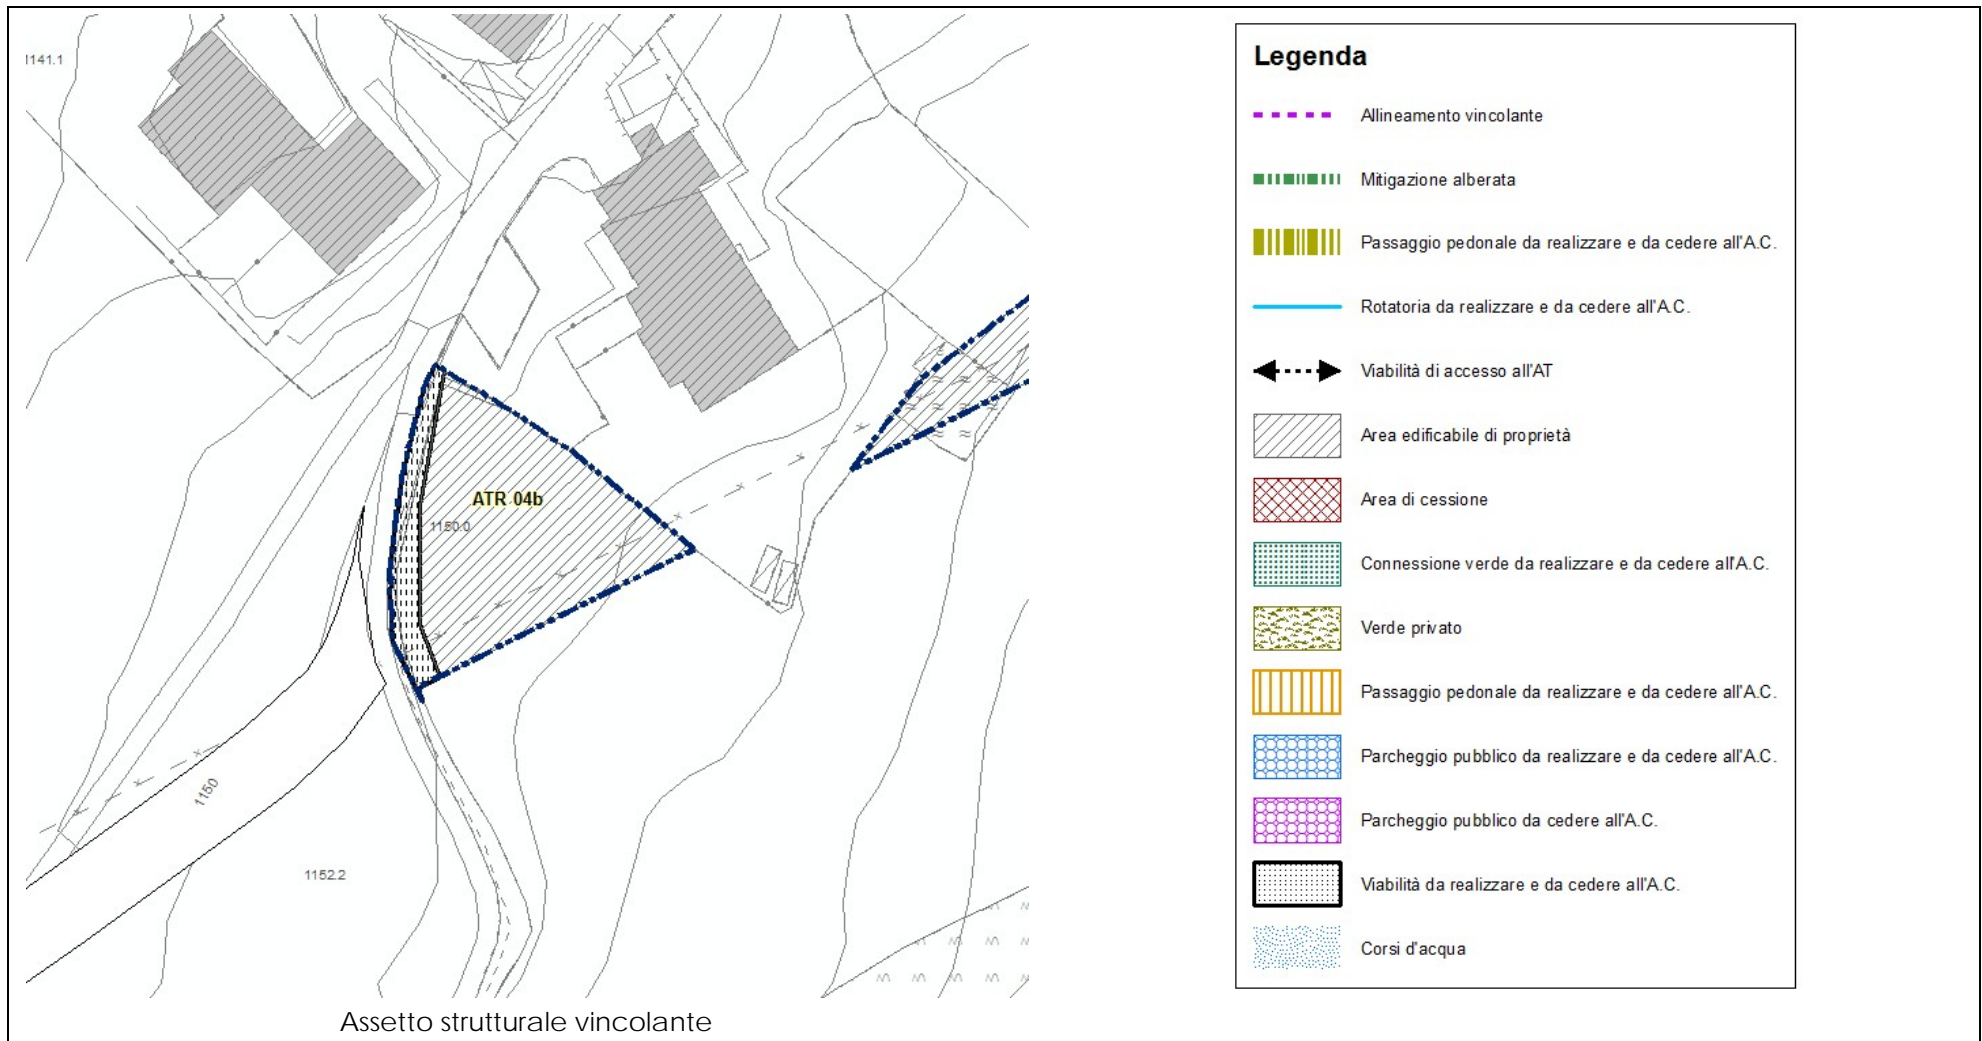 1141.1
ATR 04b
1150.0
1150
1152.2
Assetto strutturale vincolante
Legenda
Allineamento vincolante
Mitigazione alberata
Passaggio pedonale da realizzare e da cedere all'A.C.
Rotatoria da realizzare e da cedere all'A.C.
Viabilità di accesso all'AT
Area edificabile di proprietà
Area di cessione
Connessione verde da realizzare e da cedere all'A.C.
Verde privato
Passaggio pedonale da realizzare e da cedere all'A.C.
Parcheggio pubblico da realizzare e da cedere all'A.C.
Parcheggio pubblico da cedere all'A.C.
Viabilità da realizzare e da cedere all'A.C.
Corsi d'acqua